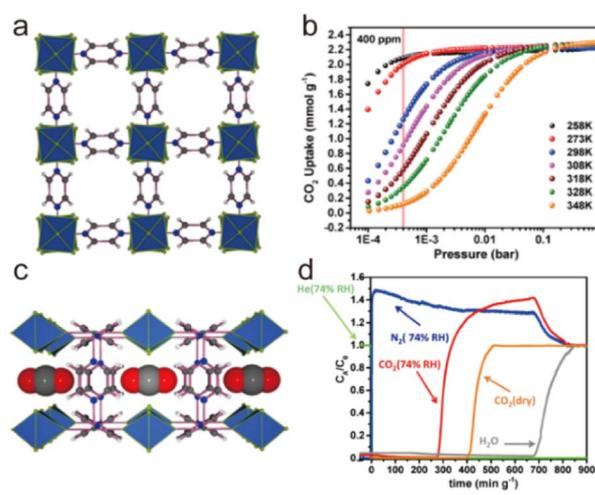 a
b
400 ppm
CO₂ Uptake (mmol g⁻¹)
2.4
2.2
2.0
1.8
1.6
1.4
1.2
1.0
0.8
0.6
0.4
0.2
0.0
258K
273K
298K
308K
318K
328K
348K
1E-4
1E-3
0.01
0.1
Pressure (bar)
c
d
He(74% RH)
N₂(74% RH)
CO₂(74% RH)
CO₂(dry)
H₂O
C_A/C_0
1.6
1.4
1.2
1.0
0.8
0.6
0.4
0.2
0.0
0
100
200
300
400
500
600
700
800
900
time (min g⁻¹)